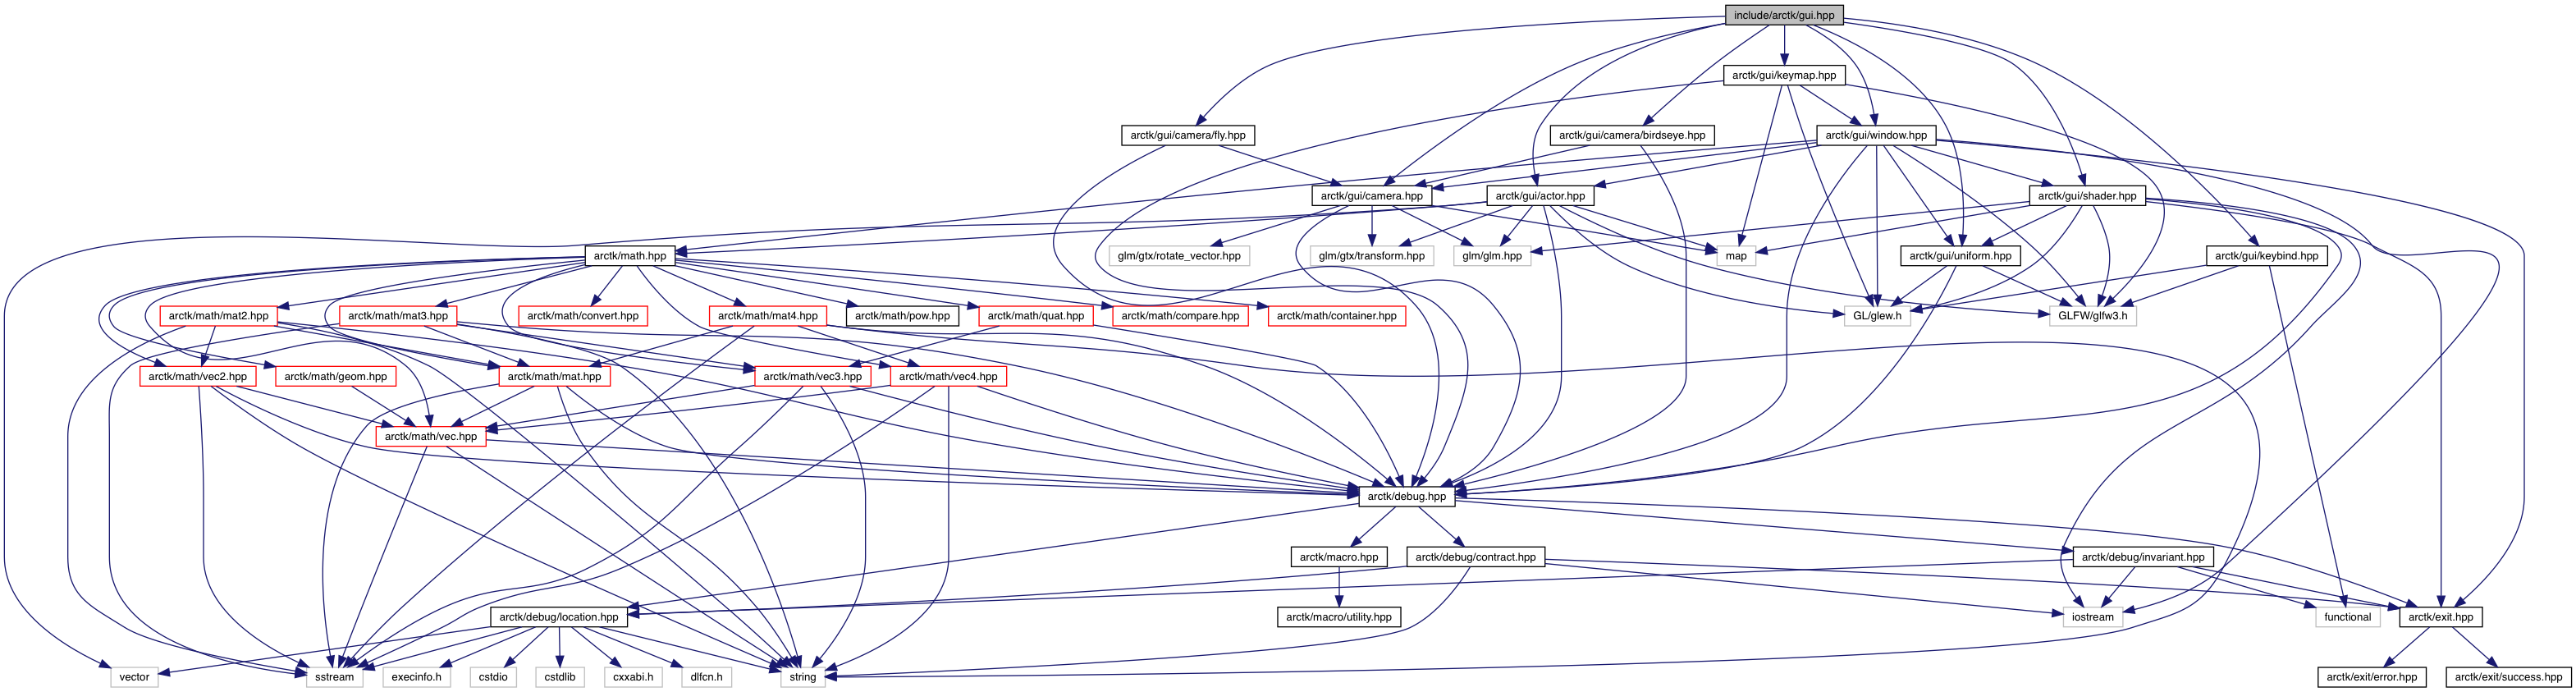 include/arctk/gui.hpp
arctk/gui/keymap.hpp
arctk/gui/camera/fly.hpp
arctk/gui/camera/birdseye.hpp
arctk/gui/window.hpp
arctk/gui/camera.hpp
arctk/gui/actor.hpp
arctk/gui/shader.hpp
arctk/math.hpp
glm/gtx/rotate_vector.hpp
glm/gtx/transform.hpp
glm/glm.hpp
map
arctk/gui/uniform.hpp
arctk/gui/keybind.hpp
arctk/math/mat2.hpp
arctk/math/mat3.hpp
arctk/math/convert.hpp
arctk/math/mat4.hpp
arctk/math/pow.hpp
arctk/math/quat.hpp
arctk/math/compare.hpp
arctk/math/container.hpp
GL/glew.h
GLFW/glfw3.h
arctk/math/vec2.hpp
arctk/math/geom.hpp
arctk/math/mat.hpp
arctk/math/vec3.hpp
arctk/math/vec4.hpp
arctk/math/vec.hpp
arctk/debug.hpp
arctk/macro.hpp
arctk/debug/contract.hpp
arctk/debug/invariant.hpp
arctk/debug/location.hpp
arctk/macro/utility.hpp
iostream
functional
arctk/exit.hpp
vector
sstream
execinfo.h
cstdio
cstdlib
cxxabi.h
dlfcn.h
string
arctk/exit/error.hpp
arctk/exit/success.hpp